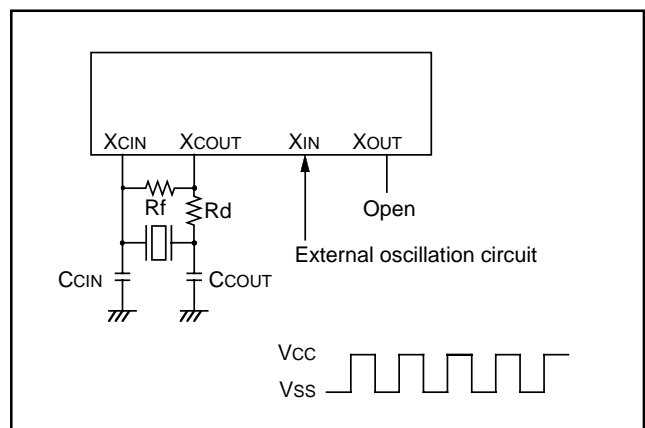 XCIN XCOUT XIN XOUT
Rf Rd Open
External oscillation circuit
CCIN CCOUT
VCC
VSS